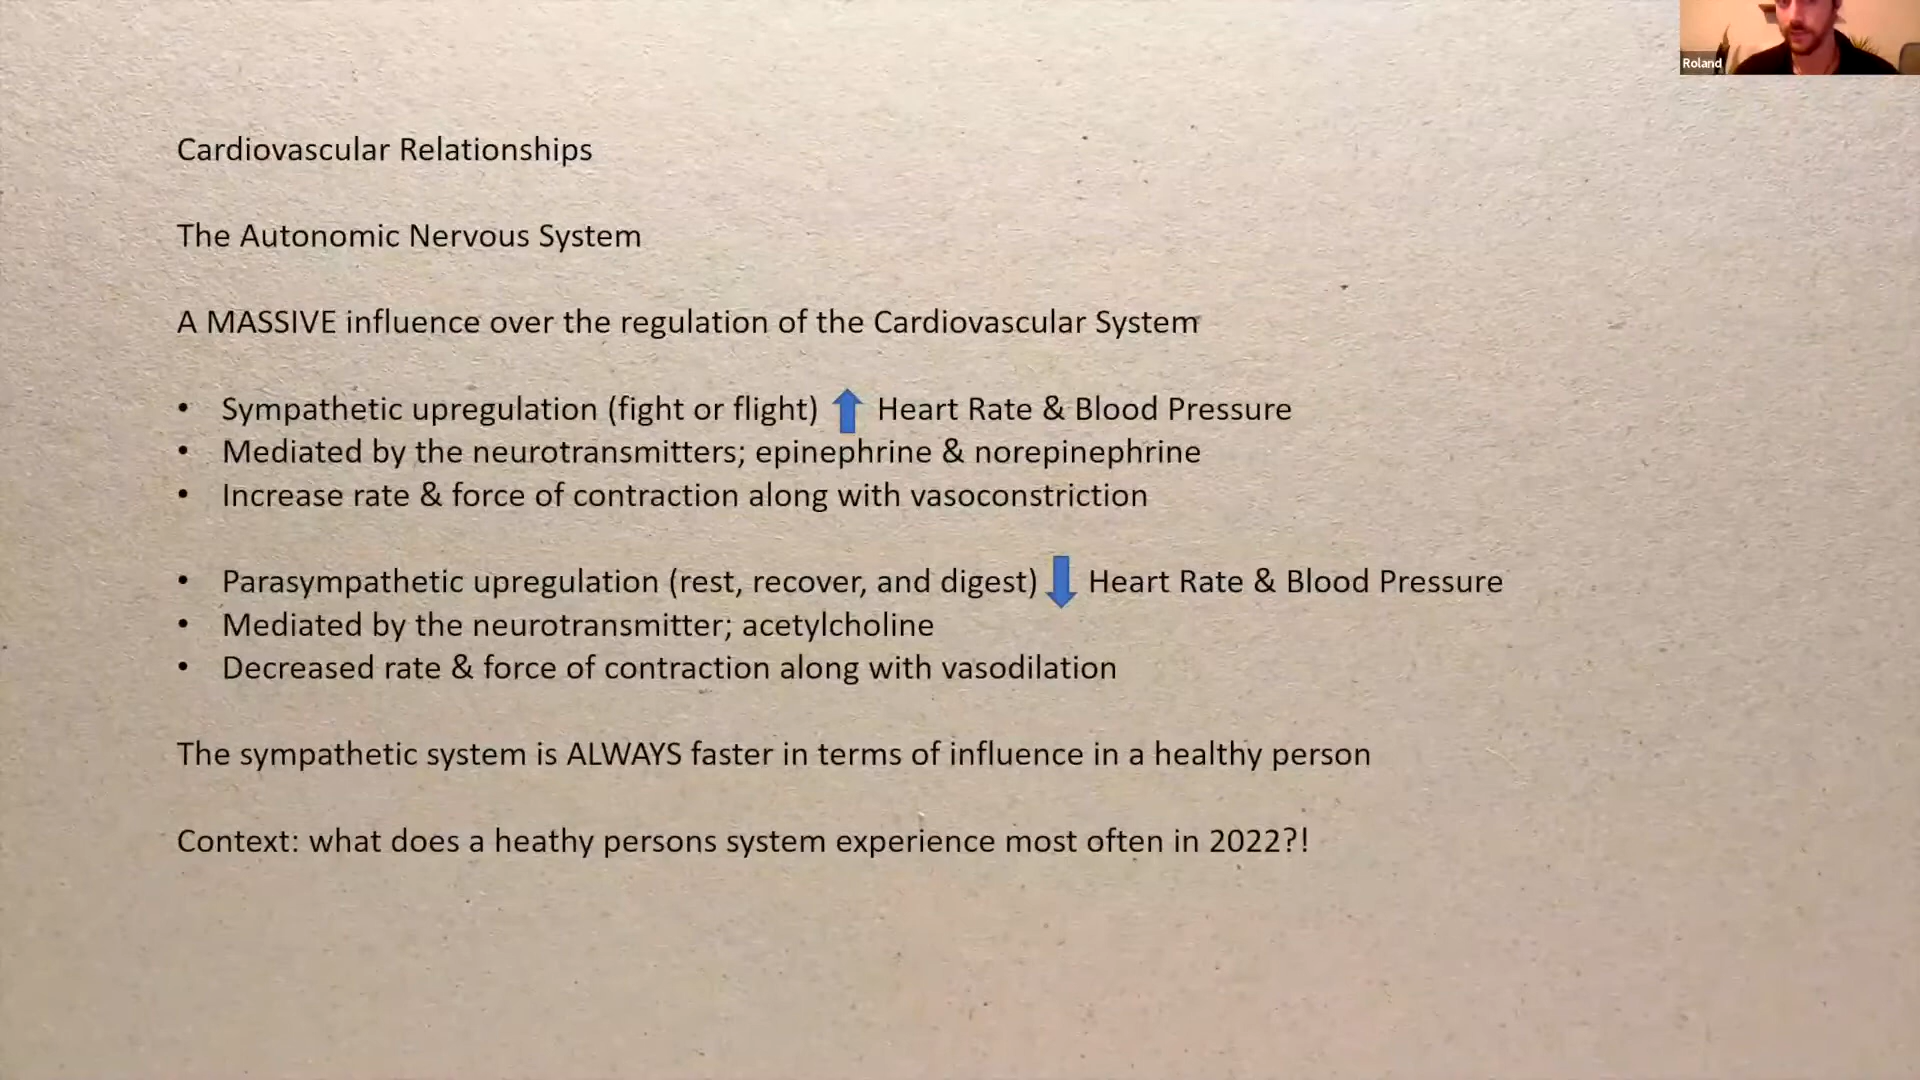 Roland
Cardiovascular Relationships
The Autonomic Nervous System
A MASSIVE influence over the regulation of the Cardiovascular System
• Sympathetic upregulation (fight or flight) Heart Rate & Blood Pressure
• Mediated by the neurotransmitters; epinephrine & norepinephrine
• Increase rate & force of contraction along with vasoconstriction
• Parasympathetic upregulation (rest, recover, and digest) Heart Rate & Blood Pressure
• Mediated by the neurotransmitter; acetylcholine
• Decreased rate & force of contraction along with vasodilation
The sympathetic system is ALWAYS faster in terms of influence in a healthy person
Context: what does a heathy persons system experience most often in 2022?!